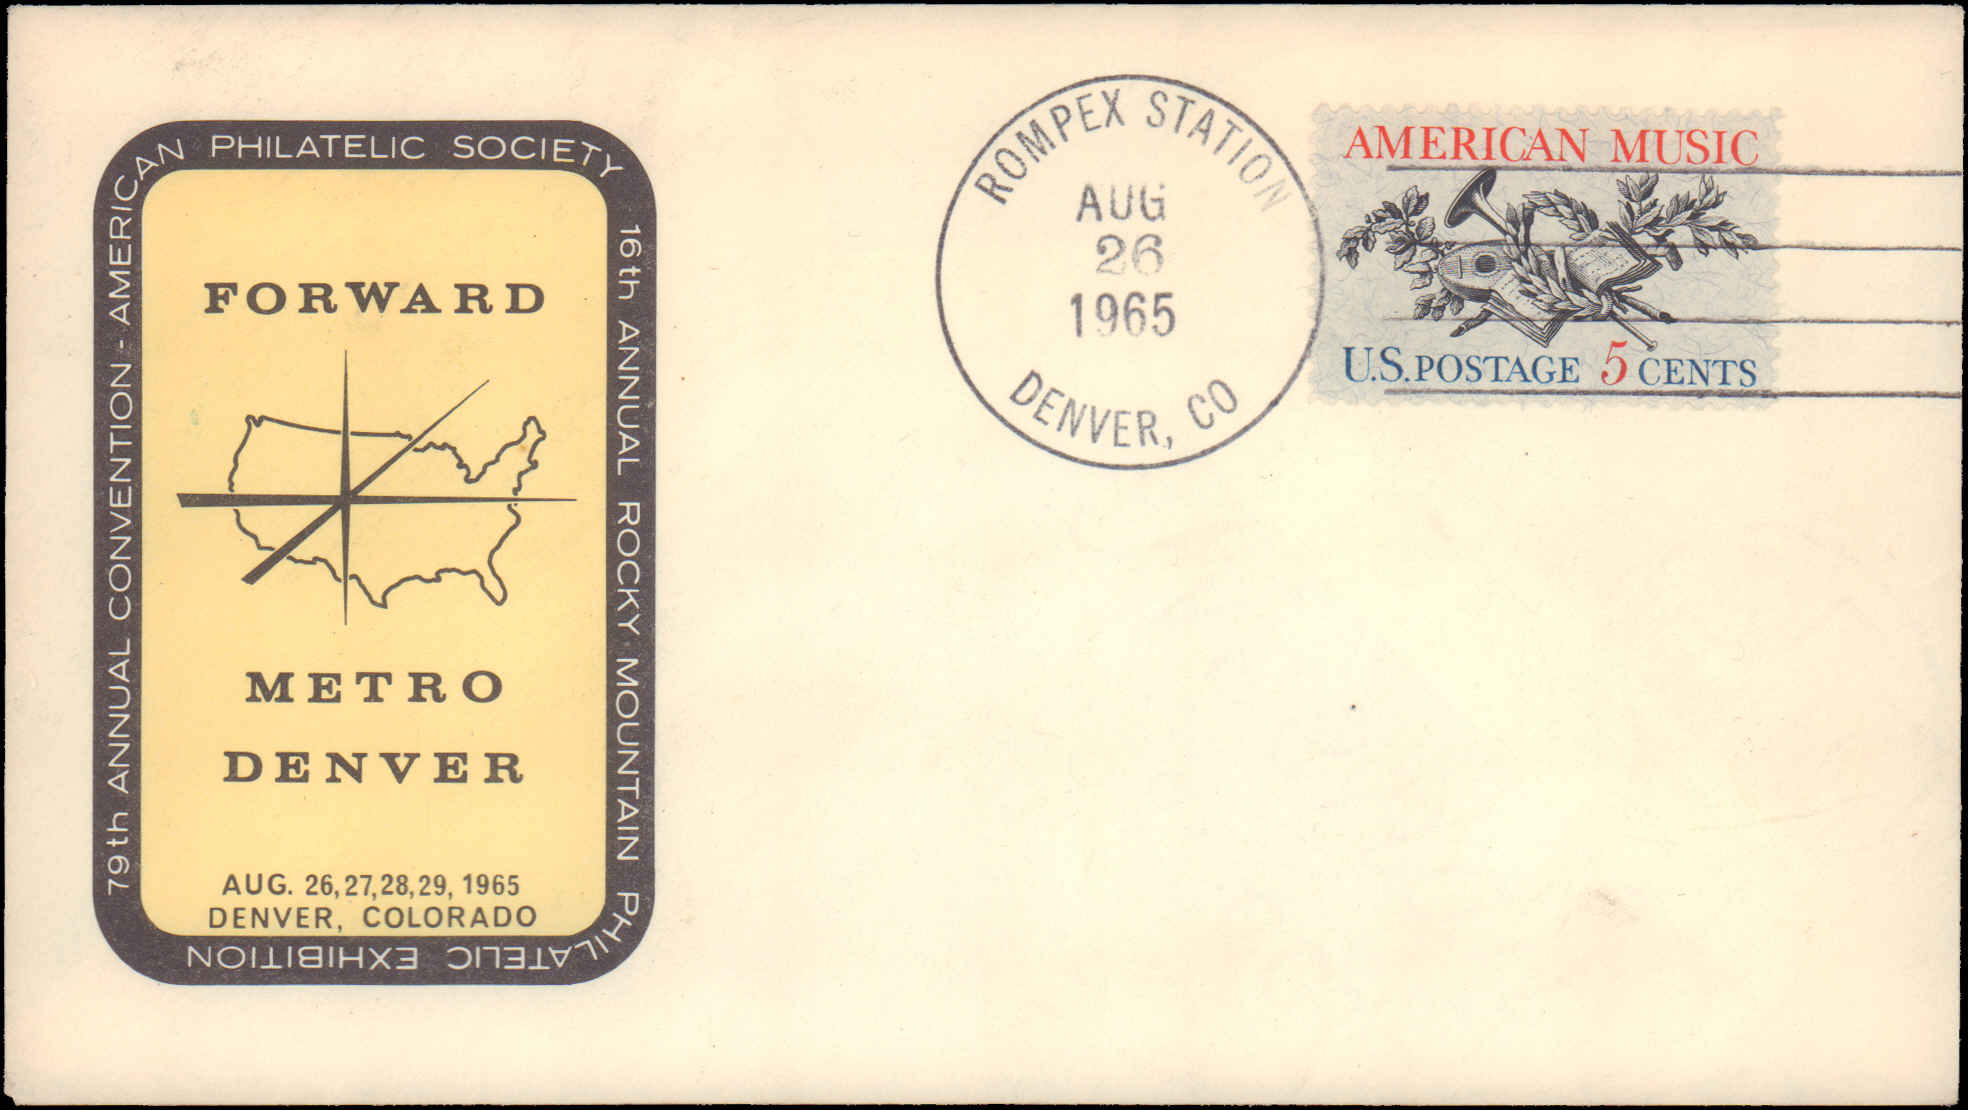 79th ANNUAL CONVENTION - AMERICAN PHILATELIC SOCIETY
16th ANNUAL ROCKY MOUNTAIN PHILATELIC EXHIBITION
FORWARD
METRO
DENVER
AUG. 26,27,28,29, 1965
DENVER, COLORADO
ROMPEX STATION
AUG
26
1965
DENVER, CO
AMERICAN MUSIC
U.S. POSTAGE 5 CENTS